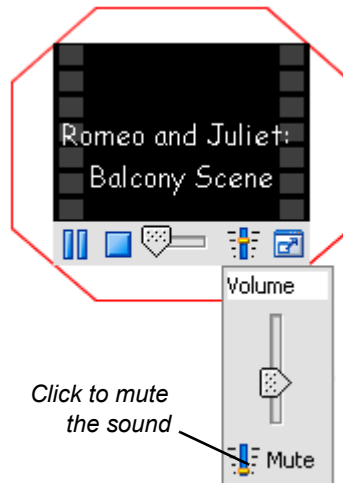 Romeo and Juliet:
Balcony Scene
Volume
Click to mute
the sound
Mute